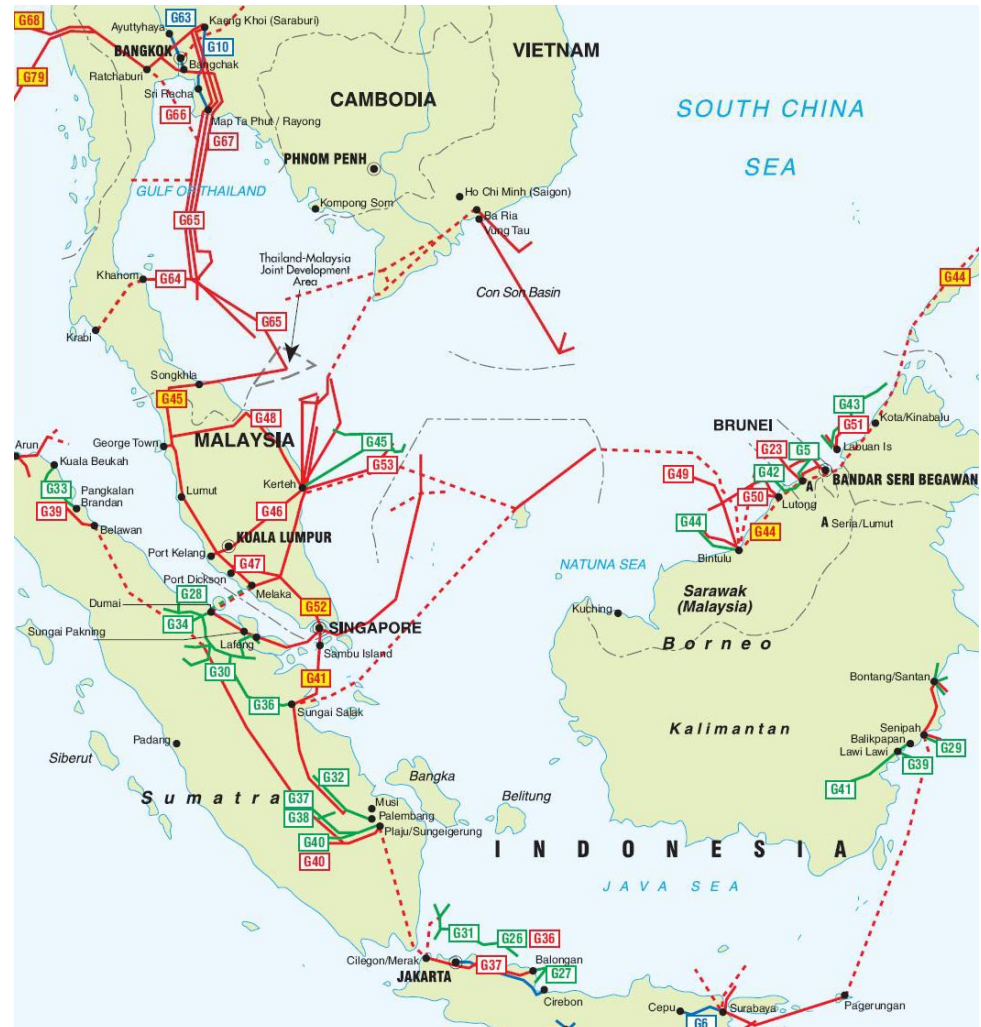 G68
Ayuttyhaya
G63
Kaeng Khoi (Saraburi)
VIETNAM
BANGKOK
G10
G79
Ratchaburi
Bangchak
Sri Racha
CAMBODIA
SOUTH CHINA
SEA
G66
Map Ta Phut / Rayong
G67
PHNOM PENH
GULF OF THAILAND
Ho Chi Minh (Saigon)
Kompong Som
Ba Ria
Vung Tau
G65
Thailand-Malaysia
Joint Development
Area
Khanom
G64
G44
Con Son Basin
G65
Krabi
Songkhla
G45
G43
G48
Kota/Kinabalu
G51
BRUNEI
Arun
George Town
MALAYSIA
G45
G5
G23
Labuan Is
Kuala Beukah
G53
G49
G42
BANDAR SERI BEGAWAN
G33
Pangkalan
Brandan
Kerteh
A
Lumut
G50
Lutong
G39
Belawan
G46
G44
A
Seria/Lumut
G44
KUALA LUMPUR
Port Kelang
Bintulu
G47
NATUNA SEA
Port Dickson
Melaka
G28
Sarawak
(Malaysia)
Dumai
G52
Kuching
G34
SINGAPORE
Sungai Pakning
Lafeng
Borneo
Sambu Island
G30
G41
Bontang/Santan
G36
Sungai Salak
Kalimantan
Senipah
Padang
Balikpapan
G29
Siberut
Lawi Lawi
G39
G32
Bangka
G41
Sumatra
G37
Musi
Belitung
G38
Palembang
Plaju/Sungeigerung
G40
INDONESIA
G40
JAVA SEA
G31
G26
G36
Cilegon/Merak
G37
Balongan
JAKARTA
G27
Cirebon
Cepu
Surabaya
Pagerungan
G6